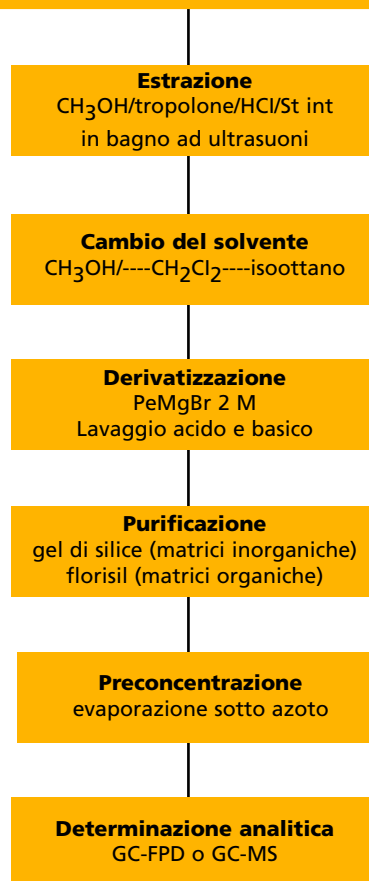 Estrazione
CH3OH/tropolone/HCl/St int
in bagno ad ultrasuoni
Cambio del solvente
CH3OH/----CH2Cl2----isoottano
Derivatizzazione
PeMgBr 2 M
Lavaggio acido e basico
Purificazione
gel di silice (matrici inorganiche)
florisil (matrici organiche)
Preconcentrazione
evaporazione sotto azoto
Determinazione analitica
GC-FPD o GC-MS